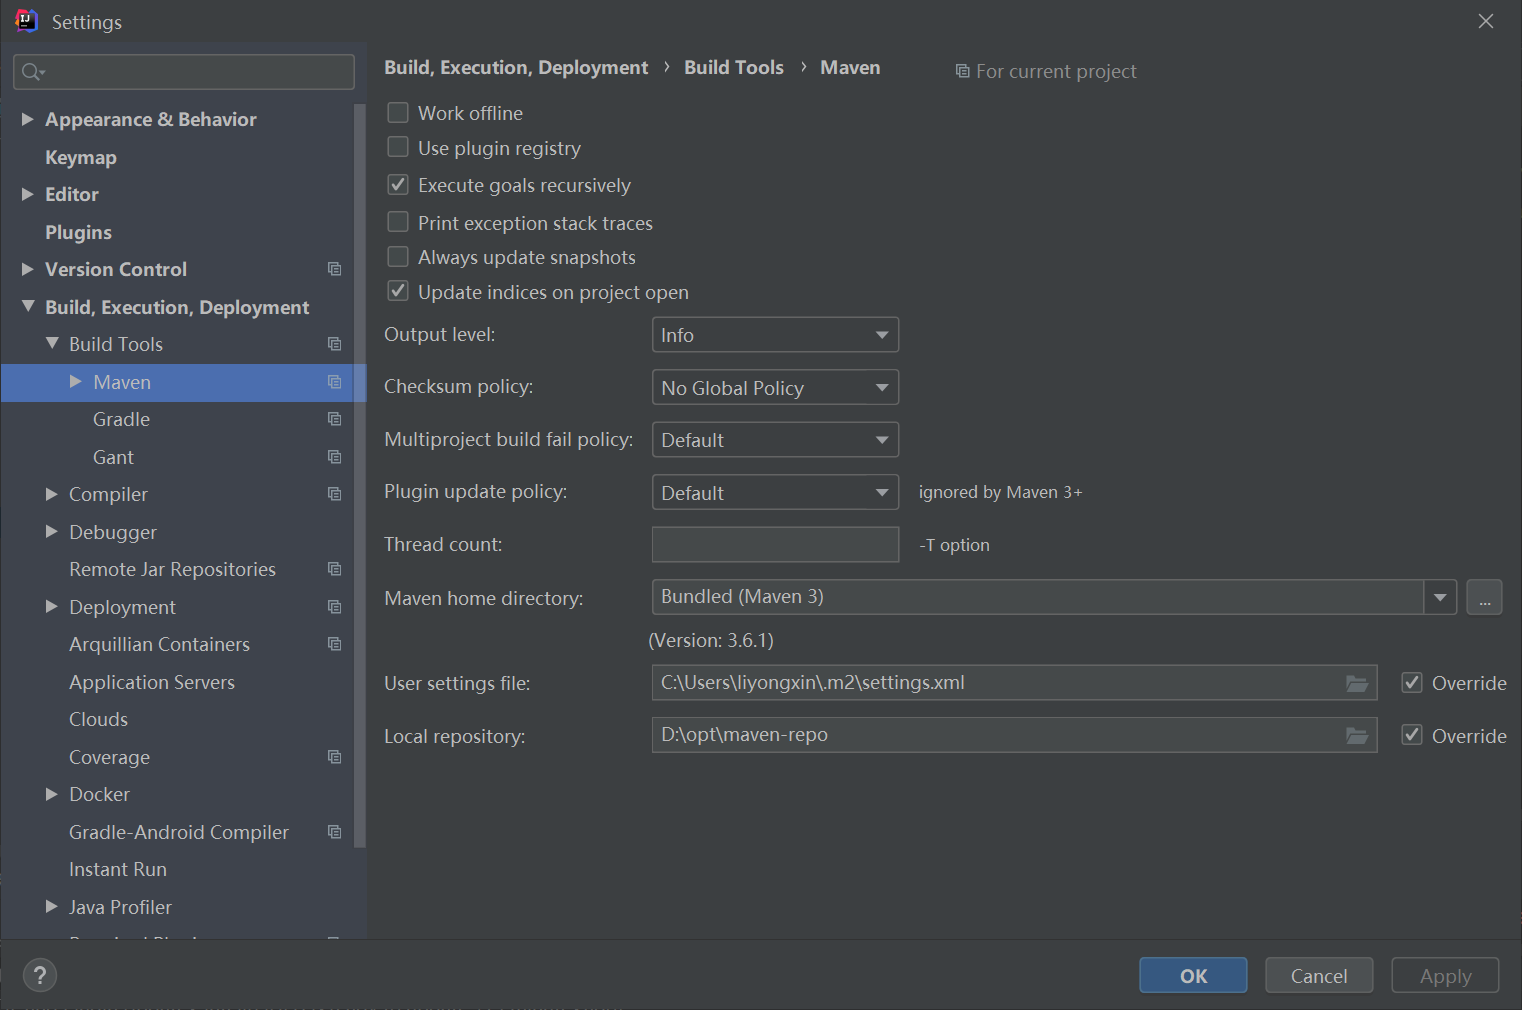 Settings
Build, Execution, Deployment › Build Tools › Maven
For current project
Appearance & Behavior
Keymap
Editor
Plugins
Version Control
Build, Execution, Deployment
Build Tools
Maven
Gradle
Gant
Compiler
Debugger
Remote Jar Repositories
Deployment
Arquillian Containers
Application Servers
Clouds
Coverage
Docker
Gradle-Android Compiler
Instant Run
Java Profiler
Work offline
Use plugin registry
Execute goals recursively
Print exception stack traces
Always update snapshots
Update indices on project open
Output level: Info
Checksum policy: No Global Policy
Multiproject build fail policy: Default
Plugin update policy: Default ignored by Maven 3+
Thread count: -T option
Maven home directory: Bundled (Maven 3) ...
(Version: 3.6.1)
User settings file: C:\Users\liyongxin\.m2\settings.xml Override
Local repository: D:\opt\maven-repo Override
? OK Cancel Apply